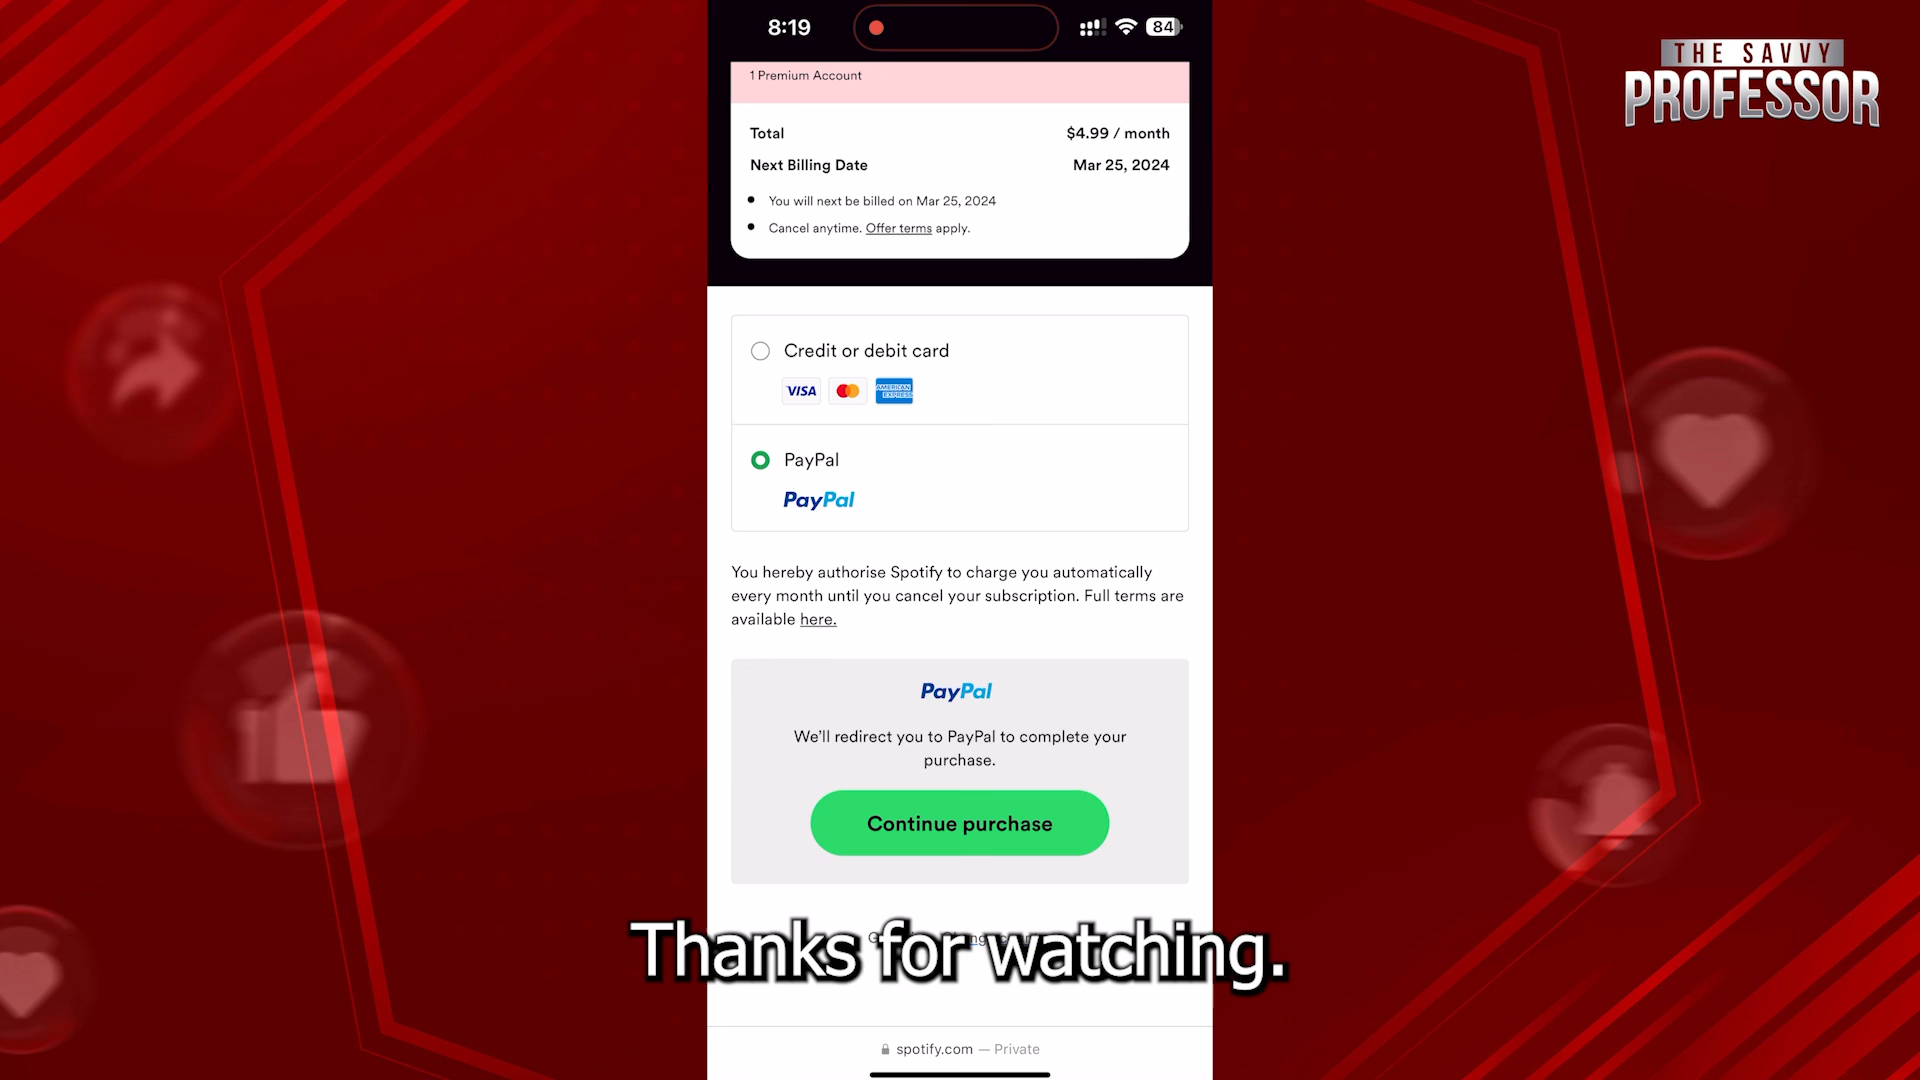 8:19
84
THE SAVVY
PROFESSOR
1 Premium Account
Total $4.99 / month
Next Billing Date Mar 25, 2024
You will next be billed on Mar 25, 2024
Cancel anytime. Offer terms apply.
Credit or debit card
VISA AMERICAN EXPRESS
PayPal
PayPal
You hereby authorise Spotify to charge you automatically
every month until you cancel your subscription. Full terms are
available here.
PayPal
We'll redirect you to PayPal to complete your
purchase.
Continue purchase
Thanks for watching.
spotify.com — Private